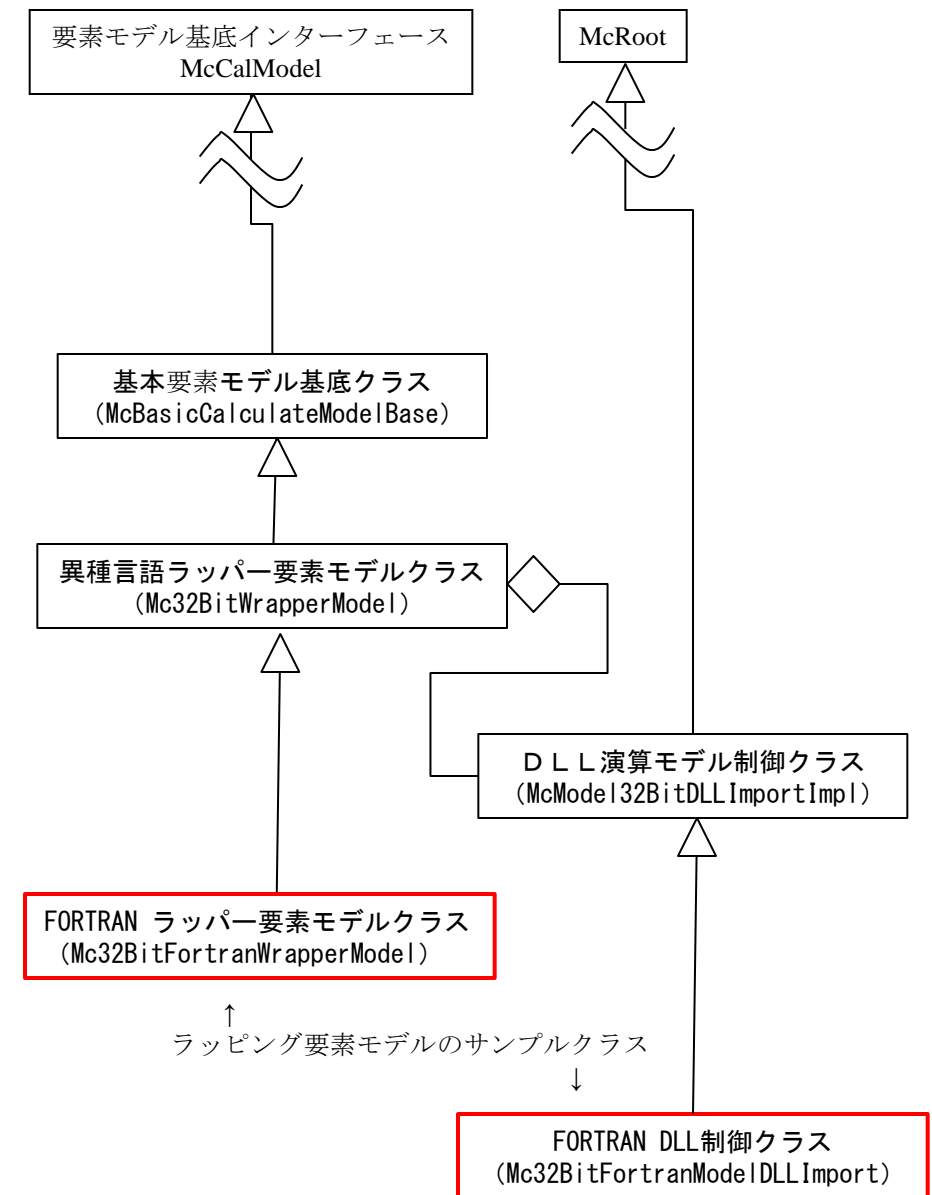 要素モデル基底インターフェース
McCalModel
McRoot
基本要素モデル基底クラス
(McBasicCalculateModelBase)
異種言語ラッパー要素モデルクラス
(Mc32BitWrapperModel)
DLL演算モデル制御クラス
(McModel32BitDLLImportImpl)
FORTRAN ラッパー要素モデルクラス
(Mc32BitFortranWrapperModel)
↑
ラッピング要素モデルのサンプルクラス
↓
FORTRAN DLL制御クラス
(Mc32BitFortranModelDLLImport)